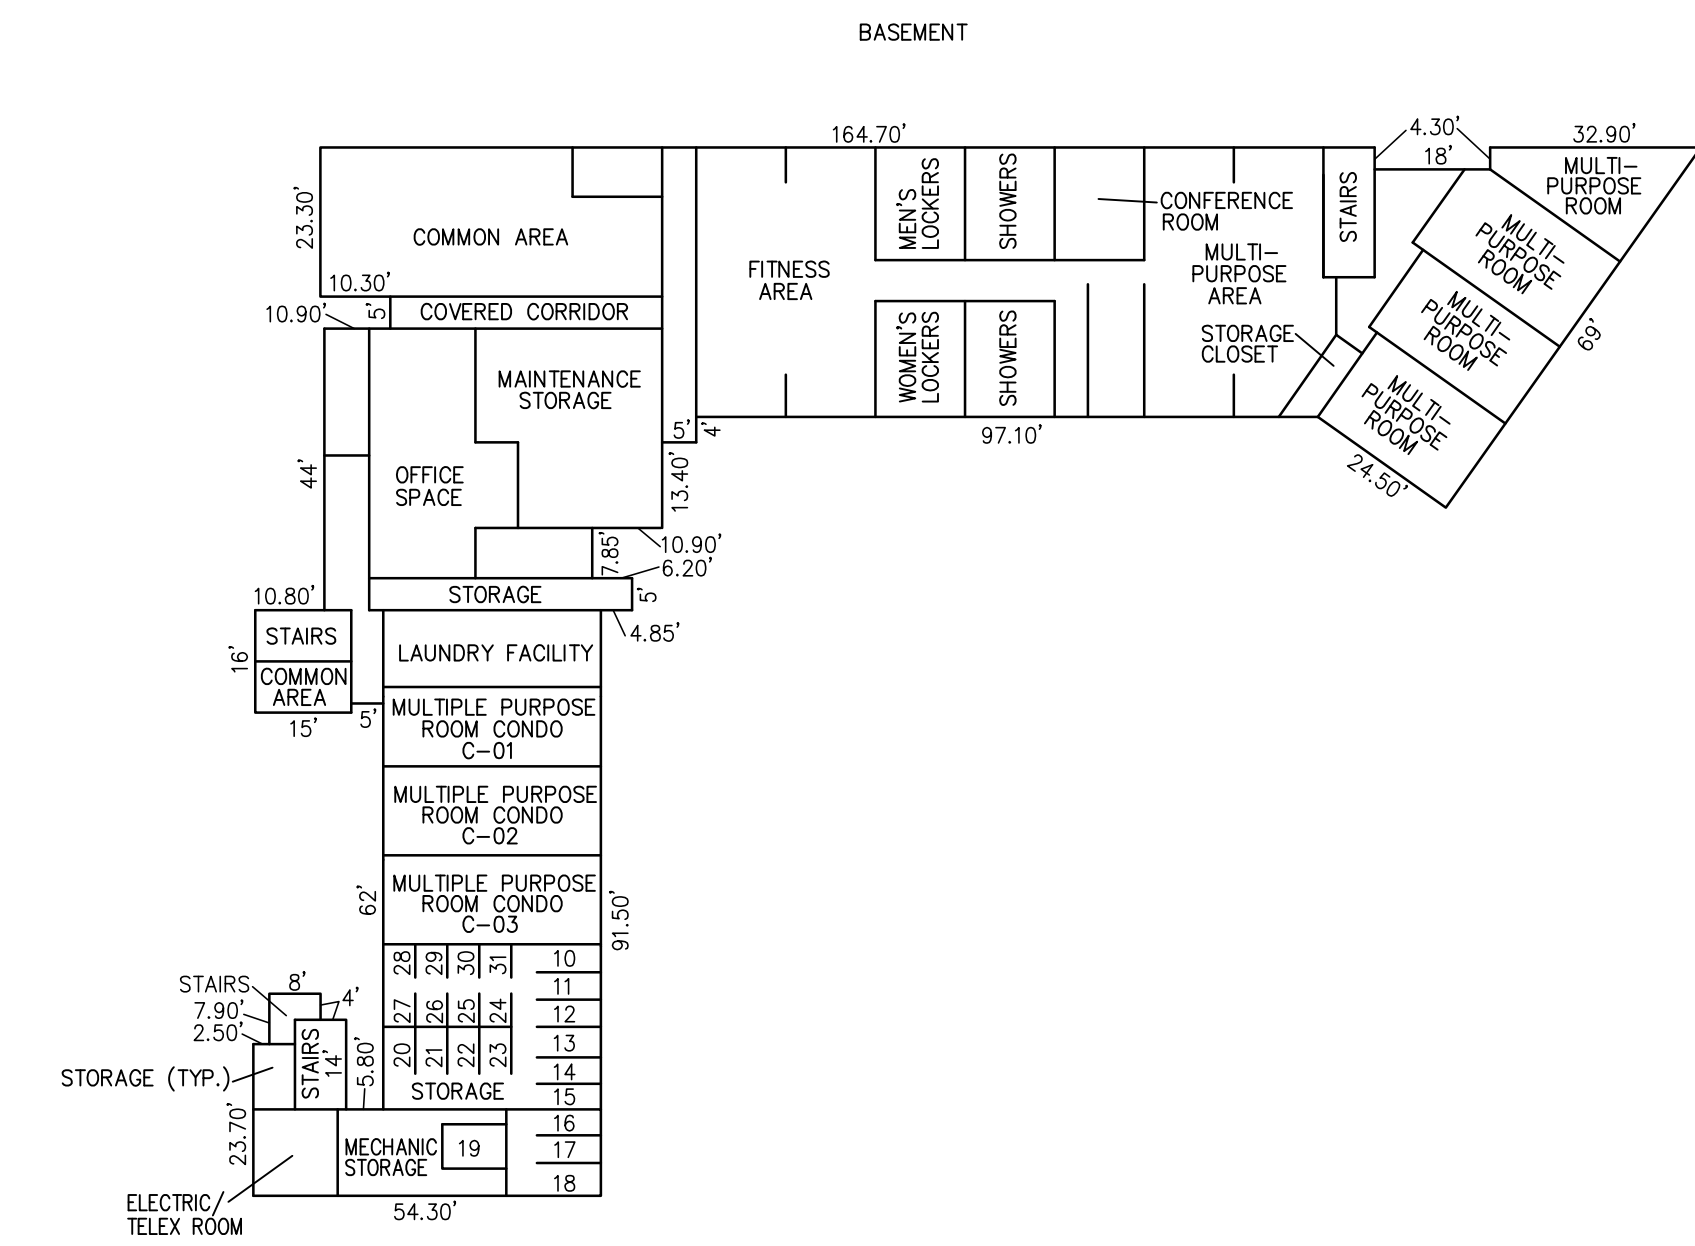 BASEMENT
164.70'
4.30'
32.90'
18'
23.30'
COMMON AREA
10.30'
10.90'
5'
COVERED CORRIDOR
FITNESS
AREA
MEN'S
LOCKERS
SHOWERS
CONFERENCE
ROOM
MULTI-
PURPOSE
AREA
STAIRS
MULTI-
PURPOSE
ROOM
MULTI-
PURPOSE
ROOM
MULTI-
PURPOSE
ROOM
MULTI-
PURPOSE
ROOM
69'
24.50'
STORAGE
CLOSET
WOMEN'S
LOCKERS
SHOWERS
97.10'
MAINTENANCE
STORAGE
5'
4'
13.40'
44'
OFFICE
SPACE
10.90'
7.85'
6.20'
STORAGE
5'
4.85'
10.80'
STAIRS
16'
COMMON
AREA
15'
5'
LAUNDRY FACILITY
MULTIPLE PURPOSE
ROOM CONDO
C-01
MULTIPLE PURPOSE
ROOM CONDO
C-02
MULTIPLE PURPOSE
ROOM CONDO
C-03
62'
91.50'
28
29
30
31
10
11
27
26
25
24
12
20
21
22
23
13
14
STORAGE
15
STAIRS
8'
4'
7.90'
2.50'
STAIRS
14'
5.80'
STORAGE (TYP.)
23.70'
MECHANIC
STORAGE
19
16
17
18
ELECTRIC/
TELEX ROOM
54.30'